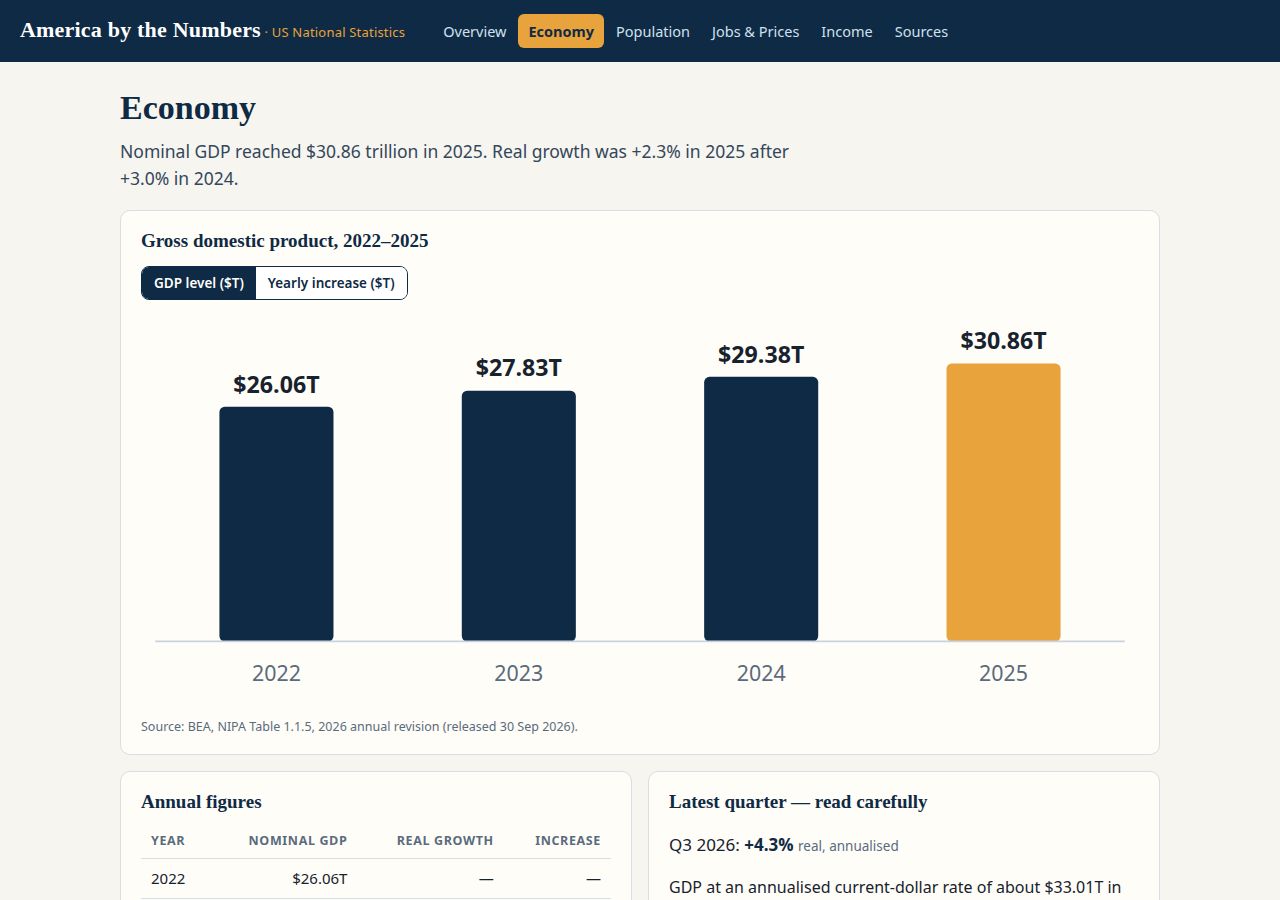 America by the Numbers · US National Statistics
Overview
Economy
Population
Jobs & Prices
Income
Sources
Economy
Nominal GDP reached $30.86 trillion in 2025. Real growth was +2.3% in 2025 after
+3.0% in 2024.
Gross domestic product, 2022–2025
GDP level ($T)
Yearly increase ($T)
$26.06T
$27.83T
$29.38T
$30.86T
2022
2023
2024
2025
Source: BEA, NIPA Table 1.1.5, 2026 annual revision (released 30 Sep 2026).
Annual figures
YEAR NOMINAL GDP REAL GROWTH INCREASE
2022 $26.06T — —
Latest quarter — read carefully
Q3 2026: +4.3% real, annualised
GDP at an annualised current-dollar rate of about $33.01T in